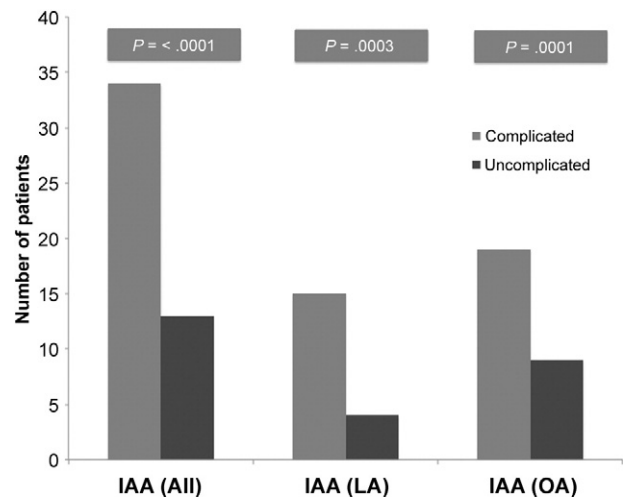 40
35
30
25
20
15
10
5
0
Number of patients
P = < .0001
P = .0003
P = .0001
Complicated
Uncomplicated
IAA (All)
IAA (LA)
IAA (OA)